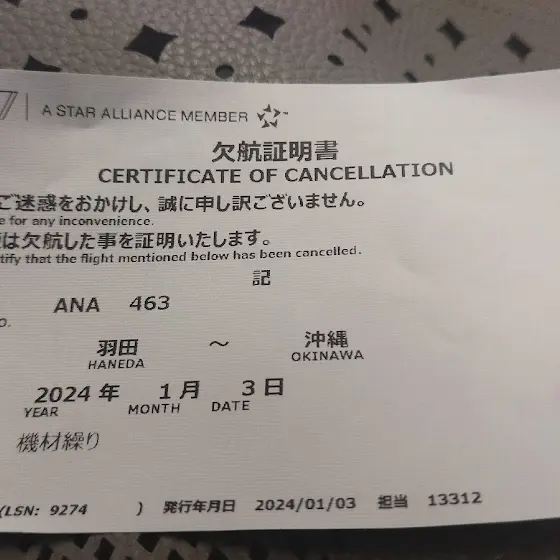 A STAR ALLIANCE MEMBER
欠航証明書
CERTIFICATE OF CANCELLATION
ご迷惑をおかけし、誠に申し訳ございません。
for any inconvenience.
は欠航した事を証明いたします。
that the flight mentioned below has been cancelled.
記
ANA 463
羽田 ~ 沖縄
HANEDA OKINAWA
2024 年 1 月 3 日
YEAR MONTH DATE
機材繰り
(LSN: 9274 ) 発行年月日 2024/01/03 担当 13312